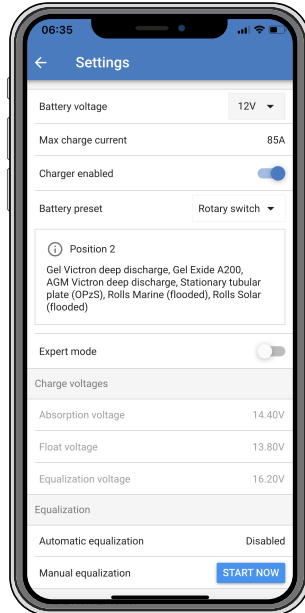 06:35
Settings
Battery voltage 12V
Max charge current 85A
Charger enabled
Battery preset Rotary switch
Position 2
Gel Victron deep discharge, Gel Exide A200,
AGM Victron deep discharge, Stationary tubular
plate (OPzS), Rolls Marine (flooded), Rolls Solar
(flooded)
Expert mode
Charge voltages
Absorption voltage 14.40V
Float voltage 13.80V
Equalization voltage 16.20V
Equalization
Automatic equalization Disabled
Manual equalization START NOW